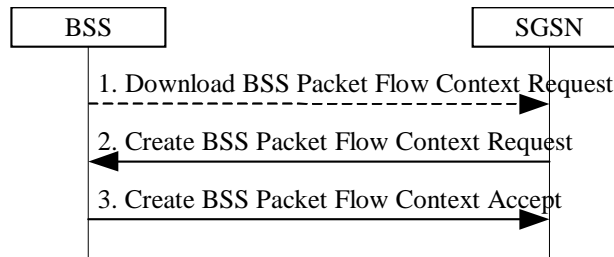 BSS
SGSN
1. Download BSS Packet Flow Context Request
2. Create BSS Packet Flow Context Request
3. Create BSS Packet Flow Context Accept